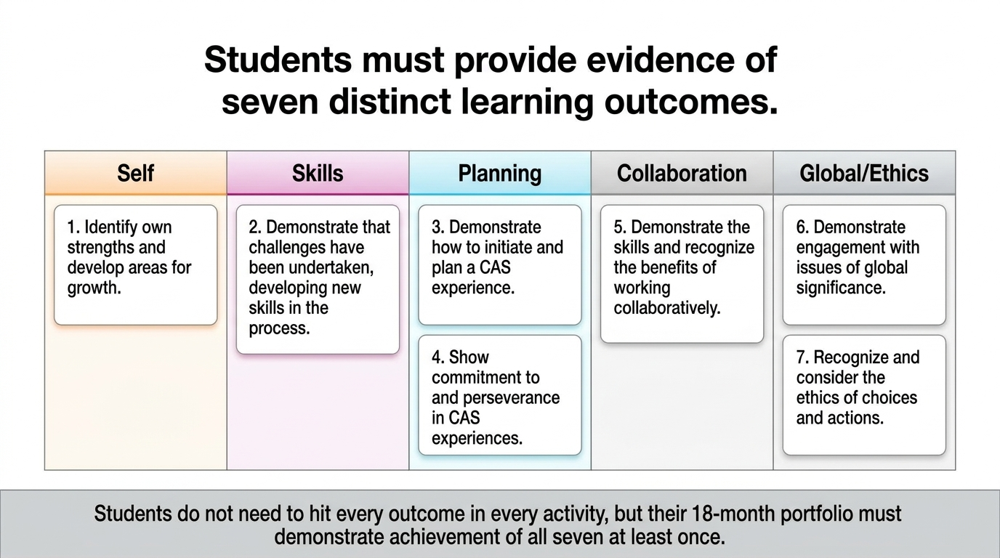 Students must provide evidence of
seven distinct learning outcomes.
Self
Skills
Planning
Collaboration
Global/Ethics
1. Identify own
strengths and
develop areas for
growth.
2. Demonstrate that
challenges have
been undertaken,
developing new
skills in the
process.
3. Demonstrate
how to initiate and
plan a CAS
experience.
4. Show
commitment to
and perseverance
in CAS
experiences.
5. Demonstrate the
skills and recognize
the benefits of
working
collaboratively.
6. Demonstrate
engagement with
issues of global
significance.
7. Recognize and
consider the
ethics of choices
and actions.
Students do not need to hit every outcome in every activity, but their 18-month portfolio must
demonstrate achievement of all seven at least once.